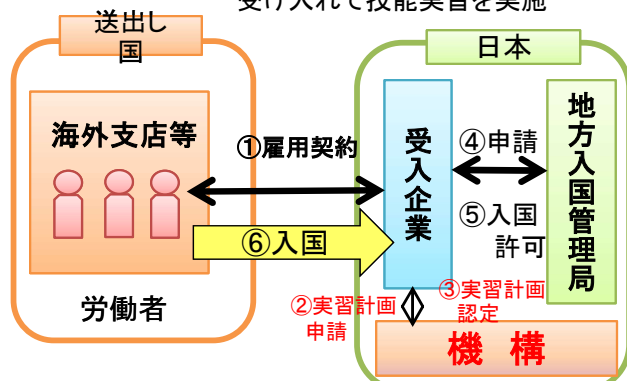 受け入れて技能実習を実施
送出し
国
日本
海外支店等
①雇用契約
受入企業
④申請
地方入国管理局
⑤入国
許可
⑥入国
労働者
②実習計画
申請
③実習計画
認定
機 構